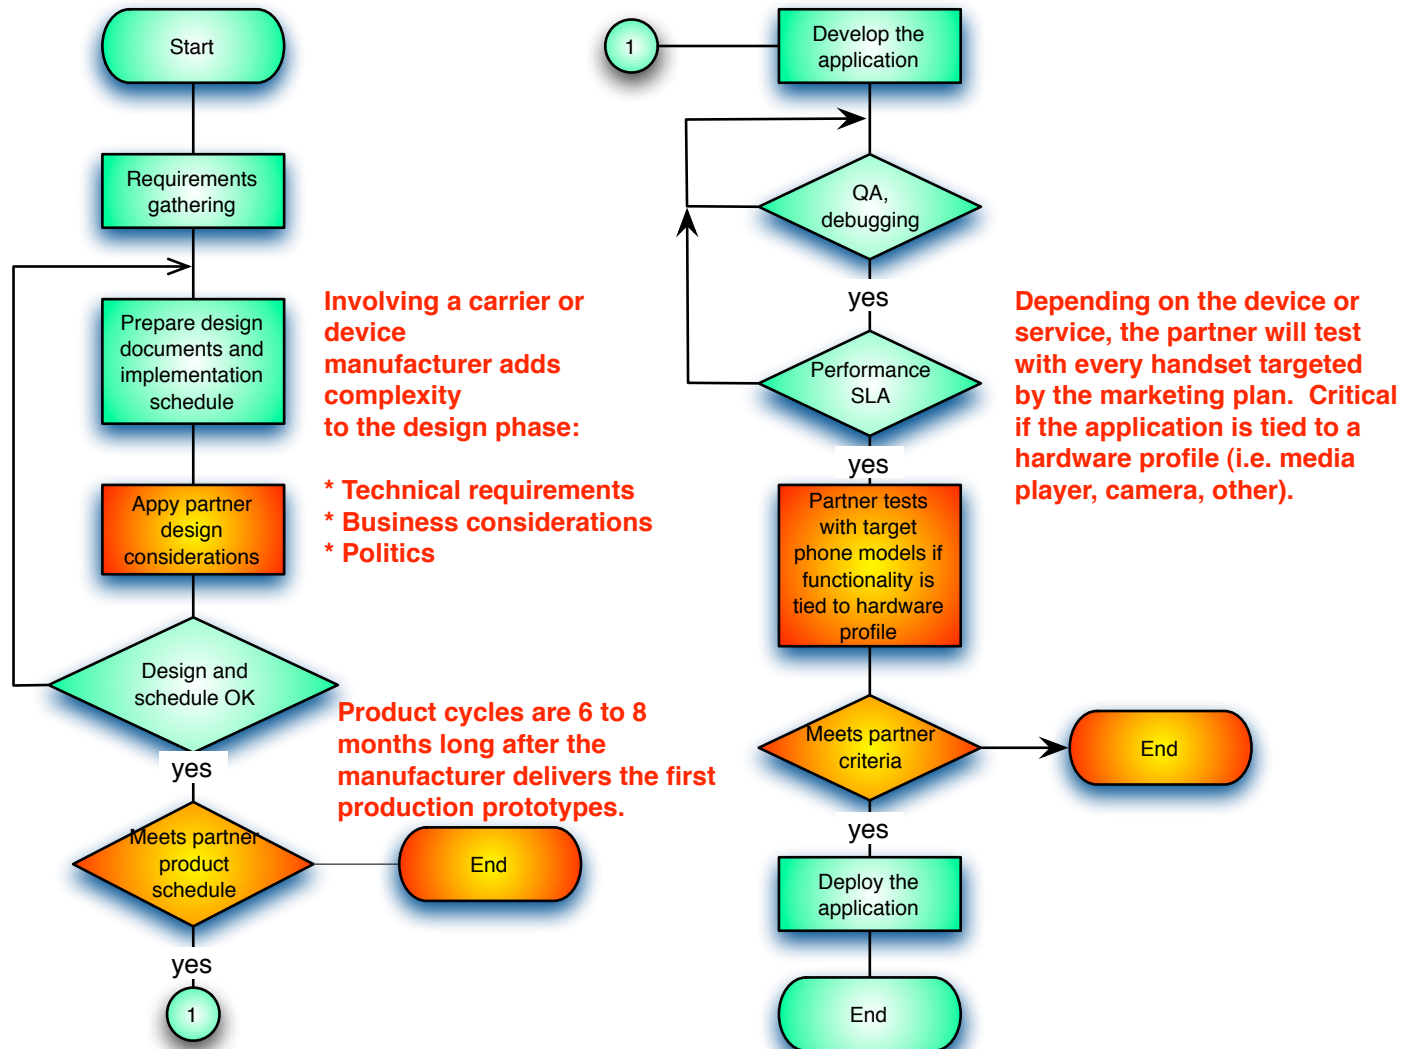 Start
Requirements
gathering
Prepare design
documents and
implementation
schedule
Involving a carrier or
device
manufacturer adds
complexity
to the design phase:
* Technical requirements
* Business considerations
* Politics
Appy partner
design
considerations
Design and
schedule OK
yes
Product cycles are 6 to 8
months long after the
manufacturer delivers the first
production prototypes.
Meets partner
product
schedule
End
yes
1
1
Develop the
application
QA,
debugging
yes
Performance
SLA
yes
Depending on the device or
service, the partner will test
with every handset targeted
by the marketing plan.  Critical
if the application is tied to a
hardware profile (i.e. media
player, camera, other).
Partner tests
with target
phone models if
functionality is
tied to hardware
profile
Meets partner
criteria
End
yes
Deploy the
application
End